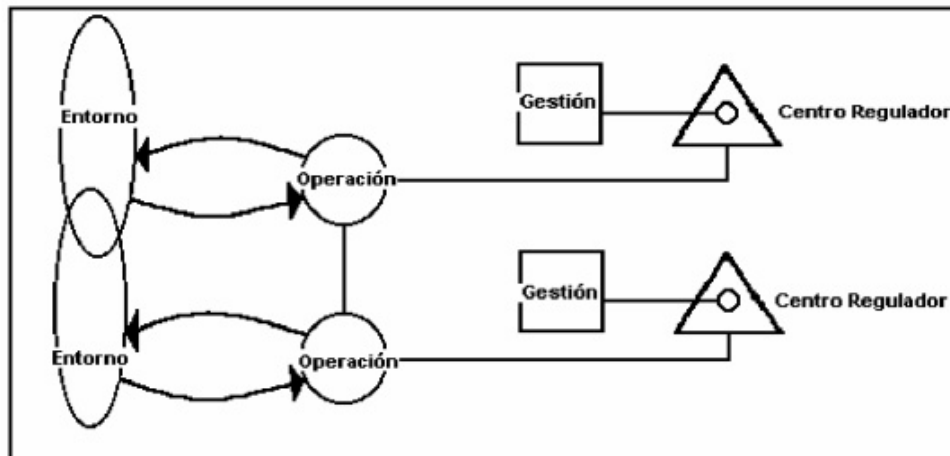 Entorno
Gestión
Centro Regulador
Operación
Gestión
Centro Regulador
Entorno
Operación